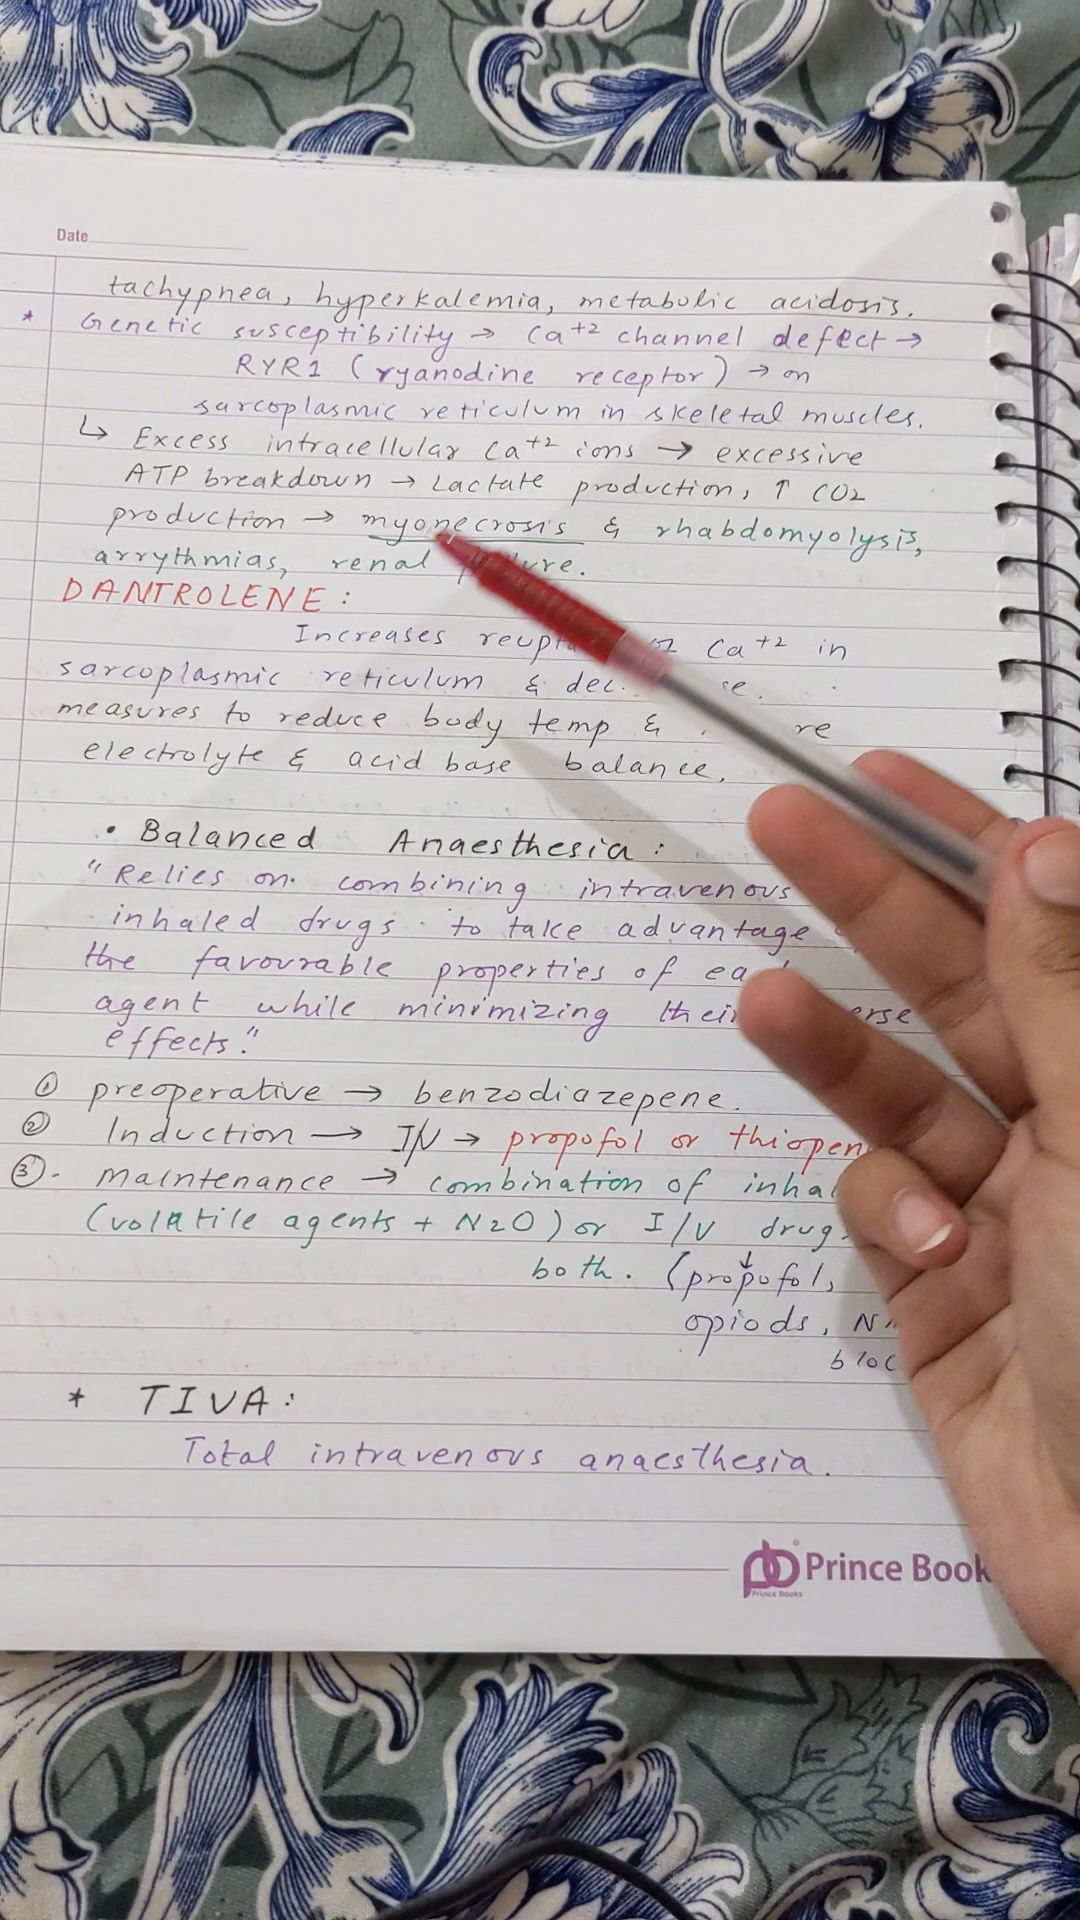 Date
tachypnea, hyperkalemia, metabolic acidosis.
* Genetic susceptibility → Ca+2 channel defect →
RYR1 (ryanodine receptor) → on
sarcoplasmic reticulum in skeletal muscles.
↳ Excess intracellular Ca+2 ions → excessive
ATP breakdown → Lactate production, ↑ CO2
production → myonecrosis & rhabdomyolysis,
arrythmias, renal
DANTROLENE:
Increases Ca+2 in
sarcoplasmic reticulum &
measures to reduce body temp &
electrolyte & acid base balance.
• Balanced Anaesthesia:
"Relies on combining intravenous
inhaled drugs to take advantage
the favourable properties of
agent while minimizing
effects."
① preoperative → benzodiazepene.
② Induction → I/V → propofol or
③. Maintenance → combination of
(volatile agents + N2O) or I/V
both. (propofol,
opiods,
* TIVA:
Total intravenous anaesthesia.
Prince Book
Prince Books